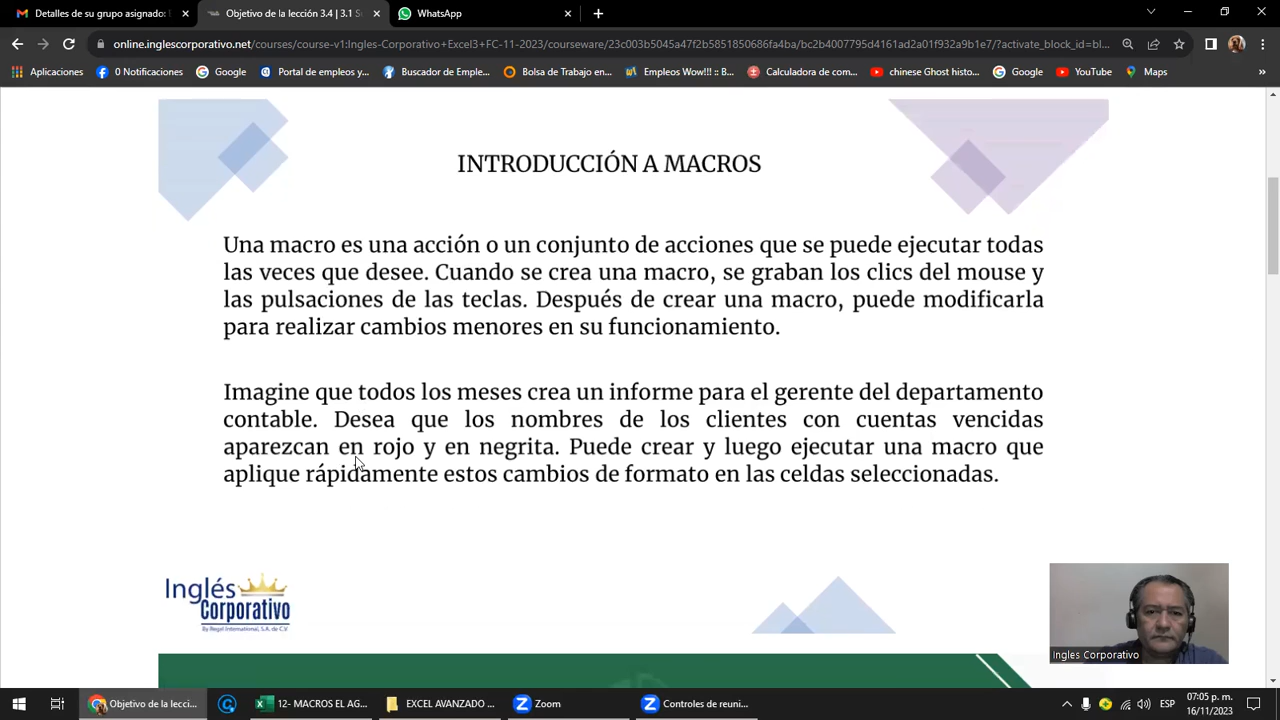 Detalles de su grupo asignado:
Objetivo de la lección 3.4 | 3.1 S
WhatsApp
online.inglescorporativo.net/courses/course-v1:Ingles-Corporativo+Excel3+FC-11-2023/courseware/23c003b5045a47f2b5851850686fa4ba/bc2b4007795d4161ad2a01f932a9b1e7/?activate_block_id=bl...
Aplicaciones
0 Notificaciones
Google
Portal de empleos y...
Buscador de Emple...
Bolsa de Trabajo en...
Empleos Wow!!! :: B...
Calculadora de com...
chinese Ghost histo...
Google
YouTube
Maps
»
INTRODUCCIÓN A MACROS
Una macro es una acción o un conjunto de acciones que se puede ejecutar todas
las veces que desee. Cuando se crea una macro, se graban los clics del mouse y
las pulsaciones de las teclas. Después de crear una macro, puede modificarla
para realizar cambios menores en su funcionamiento.
Imagine que todos los meses crea un informe para el gerente del departamento
contable. Desea que los nombres de los clientes con cuentas vencidas
aparezcan en rojo y en negrita. Puede crear y luego ejecutar una macro que
aplique rápidamente estos cambios de formato en las celdas seleccionadas.
Inglés
Corporativo
By Regal International, S.A. de C.V
Ingles Corporativo
Objetivo de la lecci...
12- MACROS EL AG...
EXCEL AVANZADO ...
Zoom
Controles de reuni...
ESP
07:05 p. m.
16/11/2023